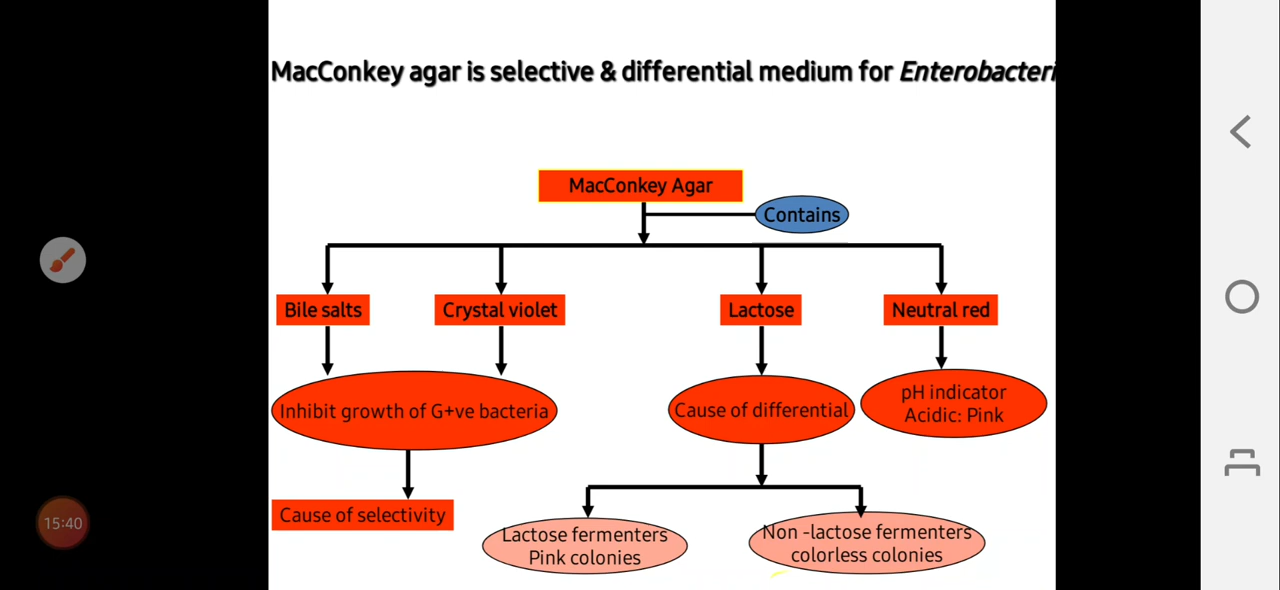 MacConkey agar is selective & differential medium for Enterobacteri
MacConkey Agar
Contains
Bile salts
Crystal violet
Lactose
Neutral red
Inhibit growth of G+ve bacteria
Cause of differential
pH indicator
Acidic: Pink
Cause of selectivity
Lactose fermenters
Pink colonies
Non -lactose fermenters
colorless colonies
15:40